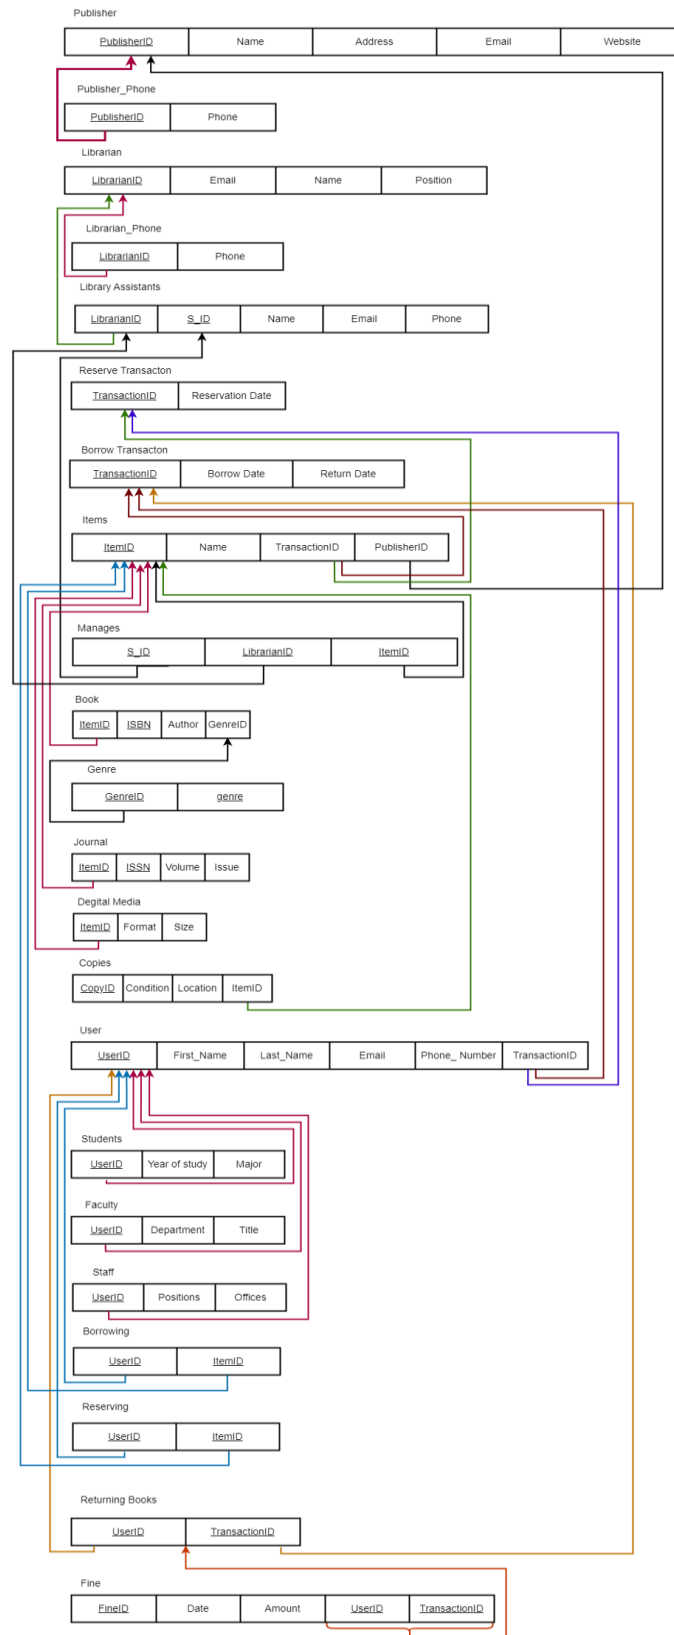 Publisher
PublisherID Name Address Email Website
Publisher_Phone
PublisherID Phone
Librarian
LibrarianID Email Name Position
Librarian_Phone
LibrarianID Phone
Library Assistants
LibrarianID S_ID Name Email Phone
Reserve Transacton
TransactionID Reservation Date
Borrow Transacton
TransactionID Borrow Date Return Date
Items
ItemID Name TransactionID PublisherID
Manages
S_ID LibrarianID ItemID
Book
ItemID ISBN Author GenreID
Genre
GenreID genre
Journal
ItemID ISSN Volume Issue
Degital Media
ItemID Format Size
Copies
CopyID Condition Location ItemID
User
UserID First_Name Last_Name Email Phone_ Number TransactionID
Students
UserID Year of study Major
Faculty
UserID Department Title
Staff
UserID Positions Offices
Borrowing
UserID ItemID
Reserving
UserID ItemID
Returning Books
UserID TransactionID
Fine
FineID Date Amount UserID TransactionID